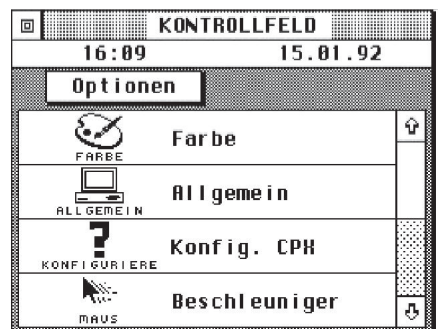 KONTROLLFELD
16:09 15.01.92
Optionen
FARBE Farbe
ALLGEMEIN Allgemein
KONFIGURIERE Konfig. CPX
MAUS Beschleuniger